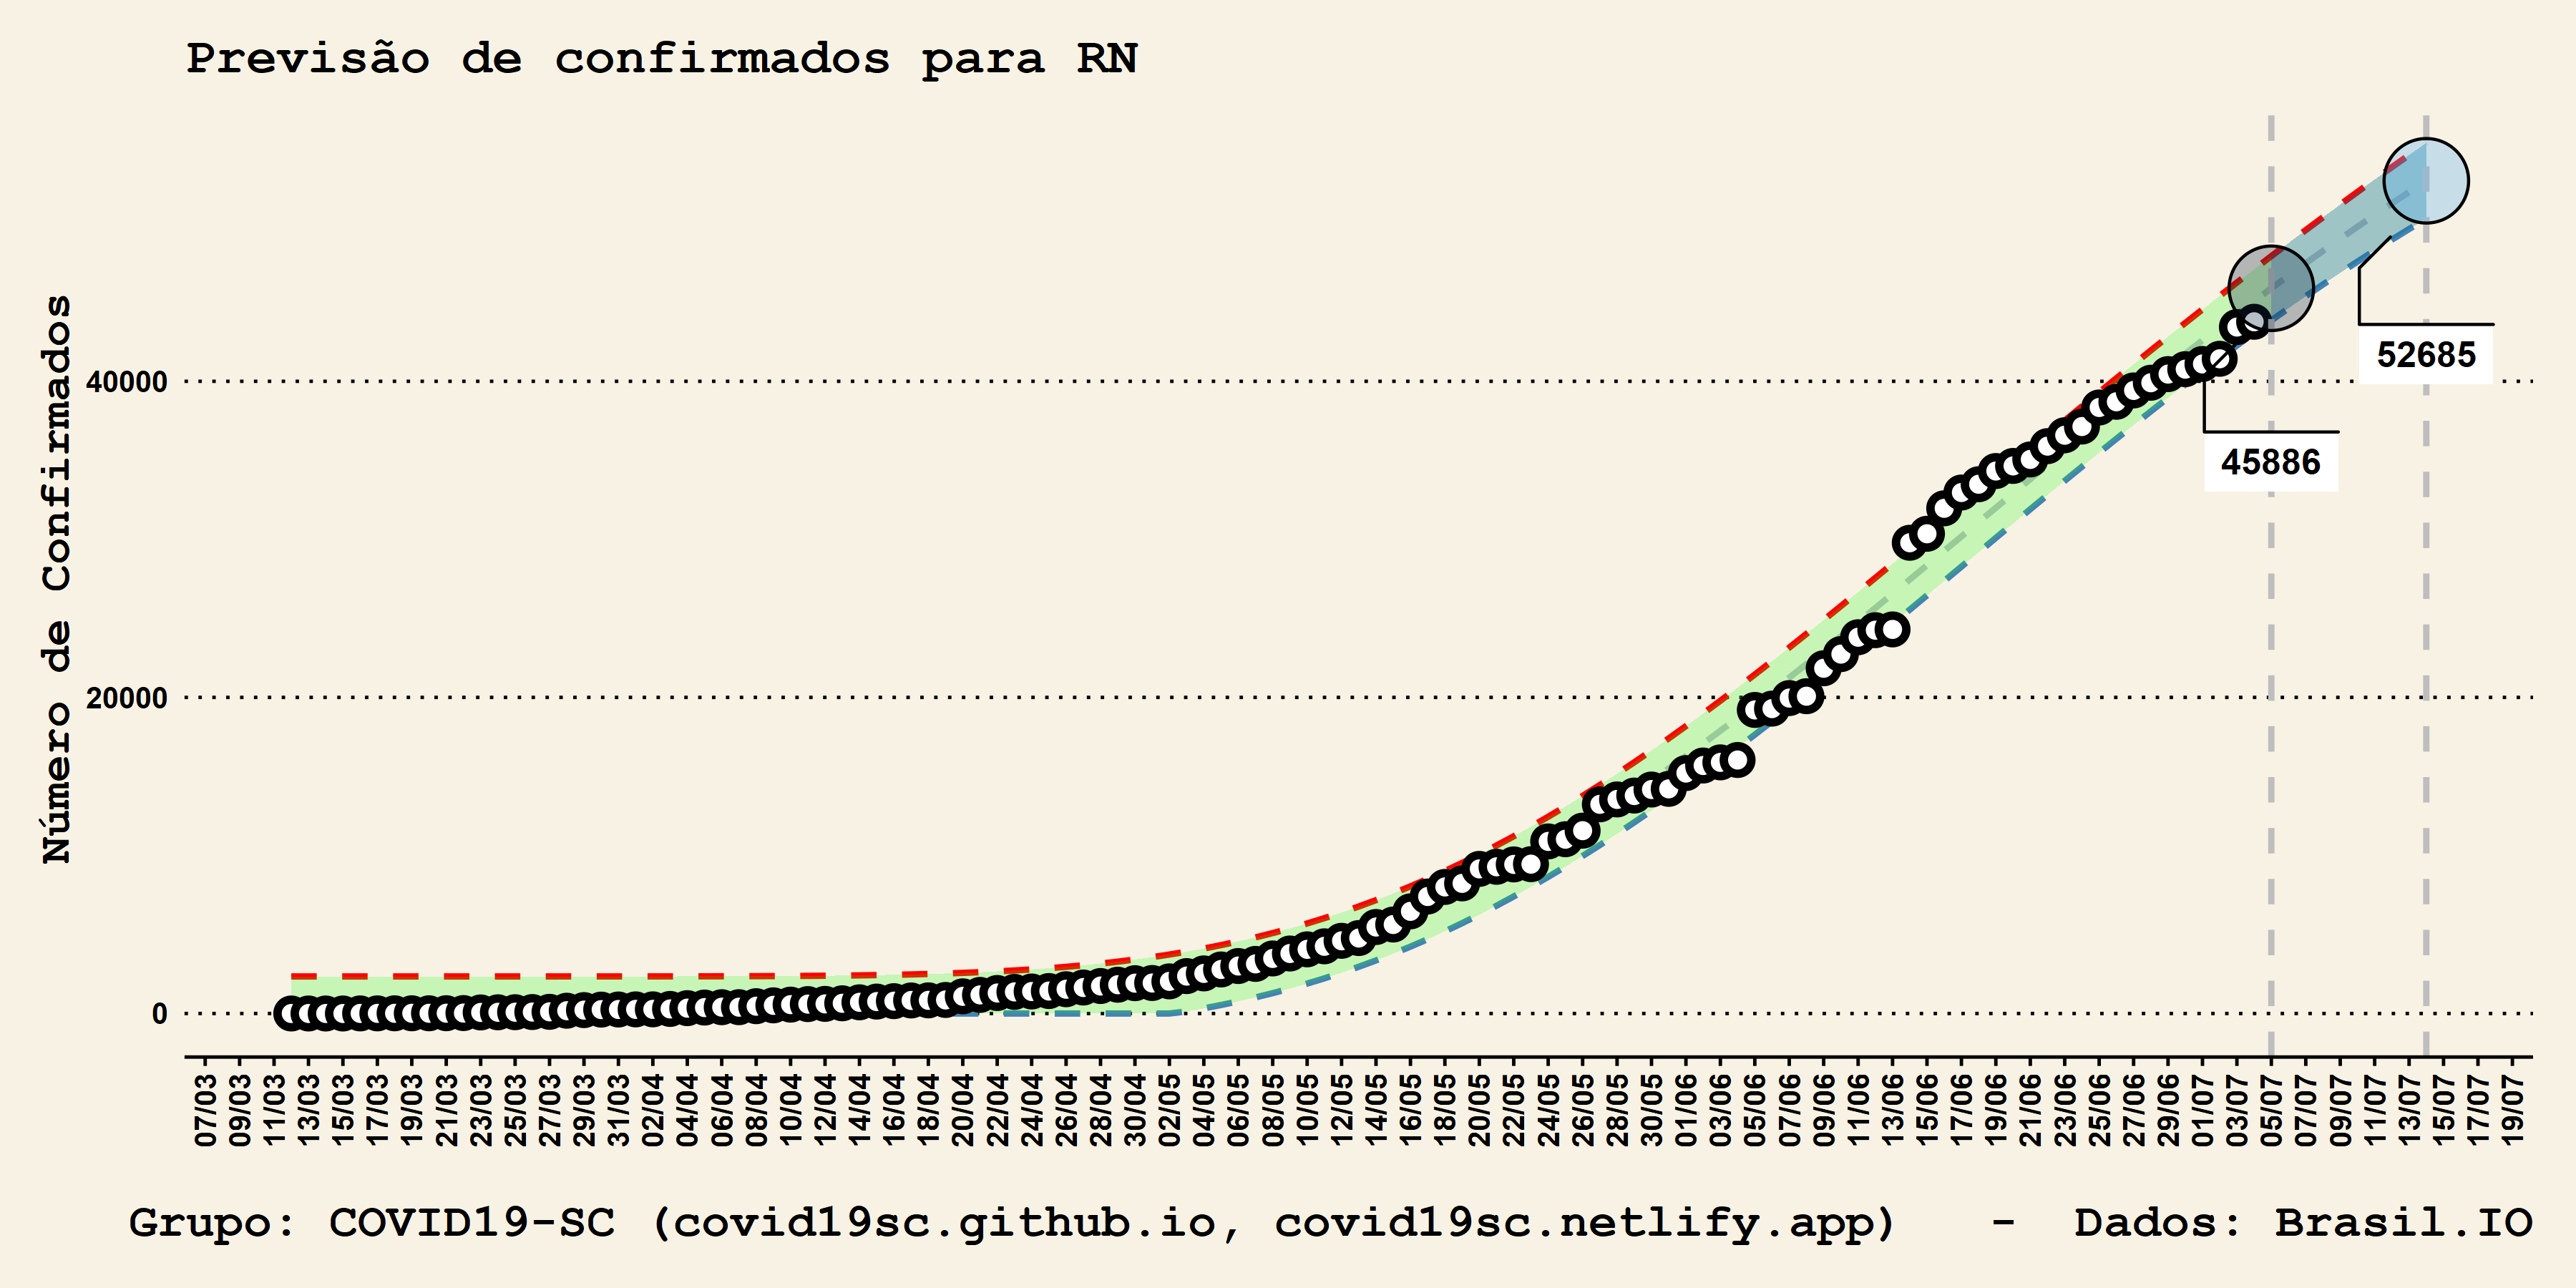 Previsão de confirmados para RN
Número de Confirmados
40000
20000
0
52685
45886
07/03 09/03 11/03 13/03 15/03 17/03 19/03 21/03 23/03 25/03 27/03 29/03 31/03 02/04 04/04 06/04 08/04 10/04 12/04 14/04 16/04 18/04 20/04 22/04 24/04 26/04 28/04 30/04 02/05 04/05 06/05 08/05 10/05 12/05 14/05 16/05 18/05 20/05 22/05 24/05 26/05 28/05 30/05 01/06 03/06 05/06 07/06 09/06 11/06 13/06 15/06 17/06 19/06 21/06 23/06 25/06 27/06 29/06 01/07 03/07 05/07 07/07 09/07 11/07 13/07 15/07 17/07 19/07
Grupo: COVID19-SC (covid19sc.github.io, covid19sc.netlify.app) - Dados: Brasil.IO